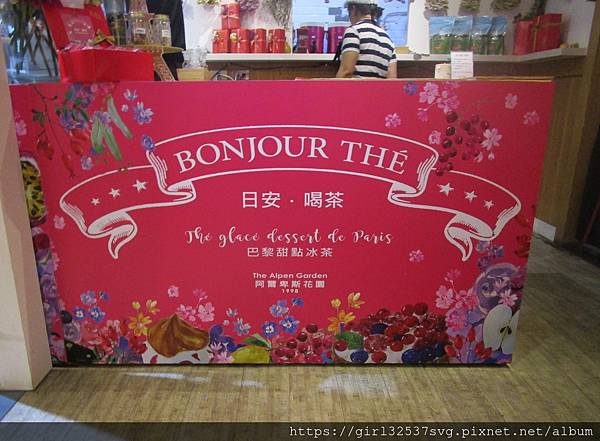 BONJOUR THÉ
日安．喝茶
Thé glacé dessert de Paris
巴黎甜點冰茶
The Alpen Garden
阿爾卑斯花園
1998
https://girl32537svg.pixnet.net/album